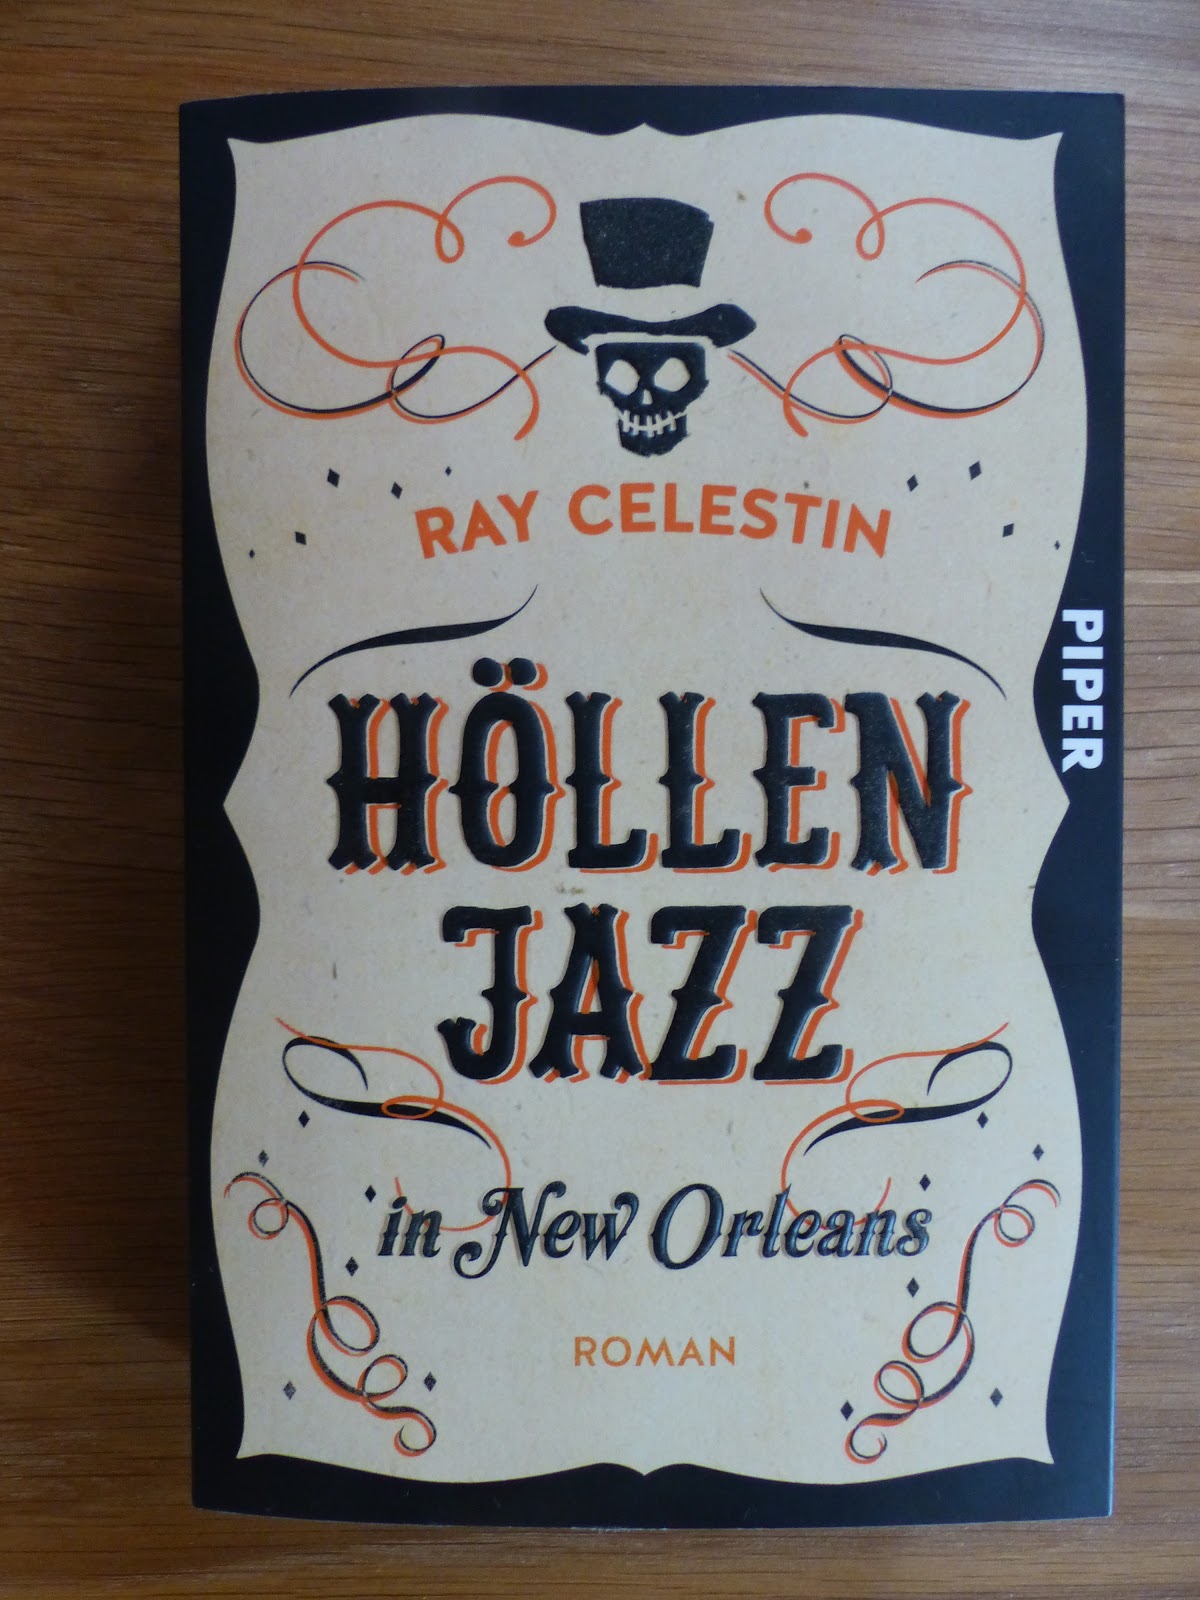 RAY CELESTIN
PIPER
HÖLLEN
JAZZ
in New Orleans
ROMAN